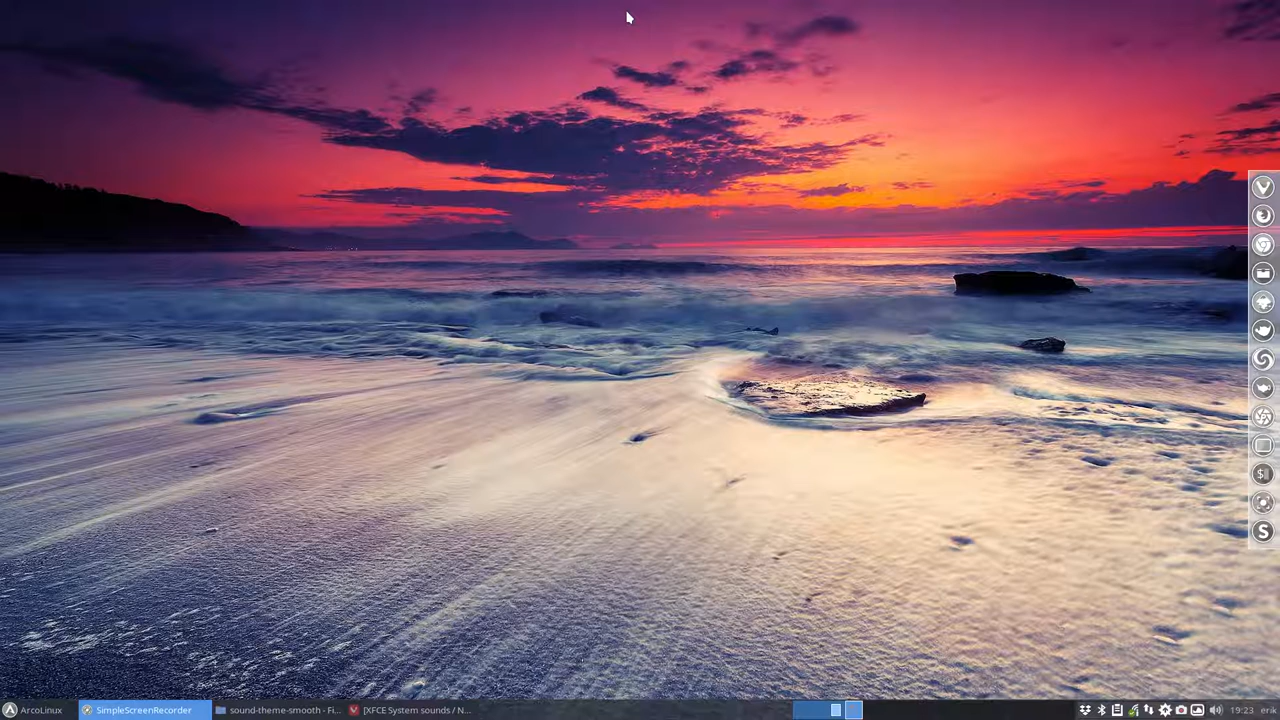 ArcoLinux
SimpleScreenRecorder
sound-theme-smooth - Fi...
[XFCE System sounds / N...
19:23
erik